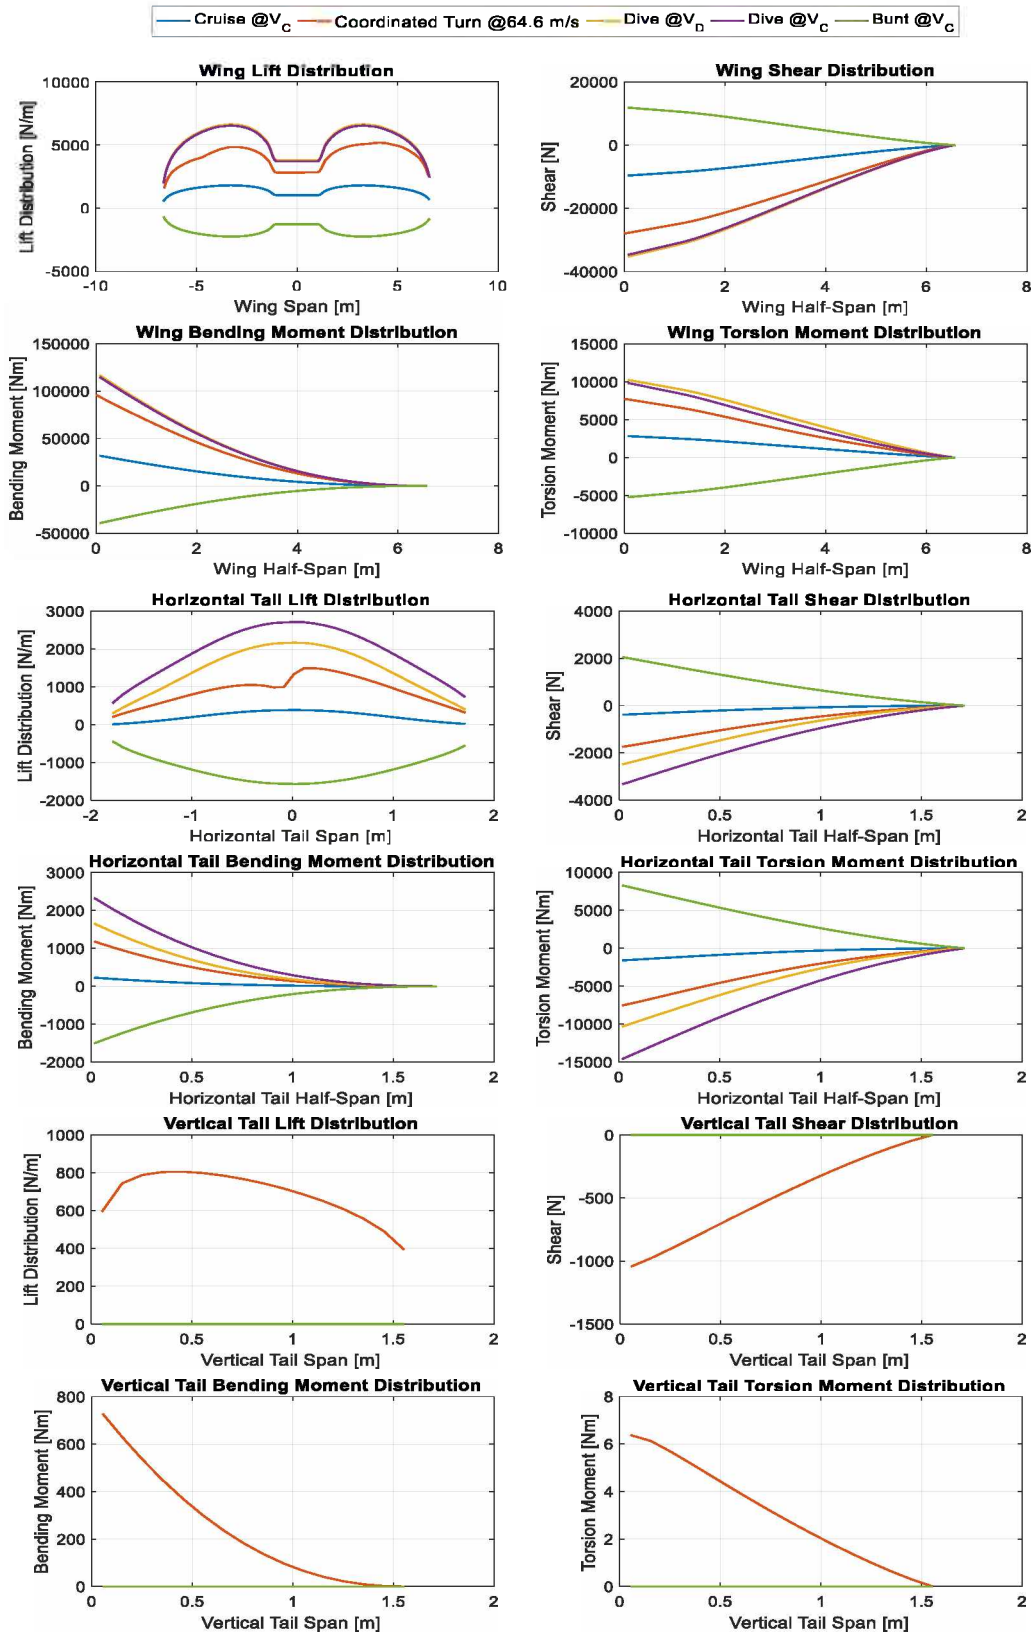 Cruise @V_C Coordinated Turn @64.6 m/s Dive @V_D Dive @V_C Bunt @V_C
Wing Lift Distribution
Lift Distribution [N/m]
10000
5000
0
-5000
-10 -5 0 5 10
Wing Span [m]
Wing Shear Distribution
Shear [N]
20000
0
-20000
-40000
0 2 4 6 8
Wing Half-Span [m]
Wing Bending Moment Distribution
Bending Moment [Nm]
150000
100000
50000
0
-50000
0 2 4 6 8
Wing Half-Span [m]
Wing Torsion Moment Distribution
Torsion Moment [Nm]
15000
10000
5000
0
-5000
-10000
0 2 4 6 8
Wing Half-Span [m]
Horizontal Tail Lift Distribution
Lift Distribution [N/m]
3000
2000
1000
0
-1000
-2000
-2 -1 0 1 2
Horizontal Tail Span [m]
Horizontal Tail Shear Distribution
Shear [N]
4000
2000
0
-2000
-4000
0 0.5 1 1.5 2
Horizontal Tail Half-Span [m]
Horizontal Tail Bending Moment Distribution
Bending Moment [Nm]
3000
2000
1000
0
-1000
-2000
0 0.5 1 1.5 2
Horizontal Tail Half-Span [m]
Horizontal Tail Torsion Moment Distribution
Torsion Moment [Nm]
10000
5000
0
-5000
-10000
-15000
0 0.5 1 1.5 2
Horizontal Tail Half-Span [m]
Vertical Tail Lift Distribution
Lift Distribution [N/m]
1000
800
600
400
200
0
0 0.5 1 1.5 2
Vertical Tail Span [m]
Vertical Tail Shear Distribution
Shear [N]
0
-500
-1000
-1500
0 0.5 1 1.5 2
Vertical Tail Span [m]
Vertical Tail Bending Moment Distribution
Bending Moment [Nm]
800
600
400
200
0
0 0.5 1 1.5 2
Vertical Tail Span [m]
Vertical Tail Torsion Moment Distribution
Torsion Moment [Nm]
8
6
4
2
0
0 0.5 1 1.5 2
Vertical Tail Span [m]